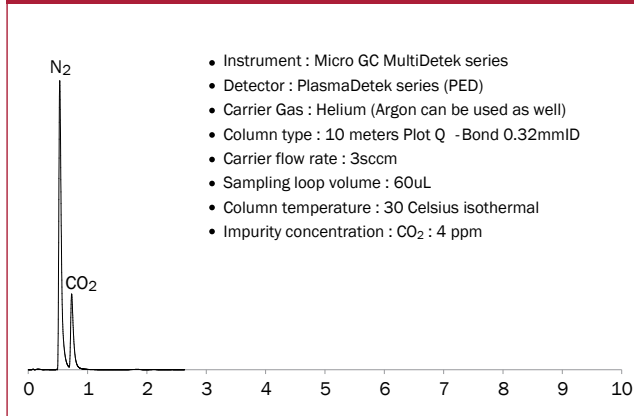 N2
CO2
• Instrument : Micro GC MultiDetek series
• Detector : PlasmaDetek series (PED)
• Carrier Gas : Helium (Argon can be used as well)
• Column type : 10 meters Plot Q -Bond 0.32mmID
• Carrier flow rate : 3sccm
• Sampling loop volume : 60uL
• Column temperature : 30 Celsius isothermal
• Impurity concentration : CO2 : 4 ppm
0 1 2 3 4 5 6 7 8 9 10